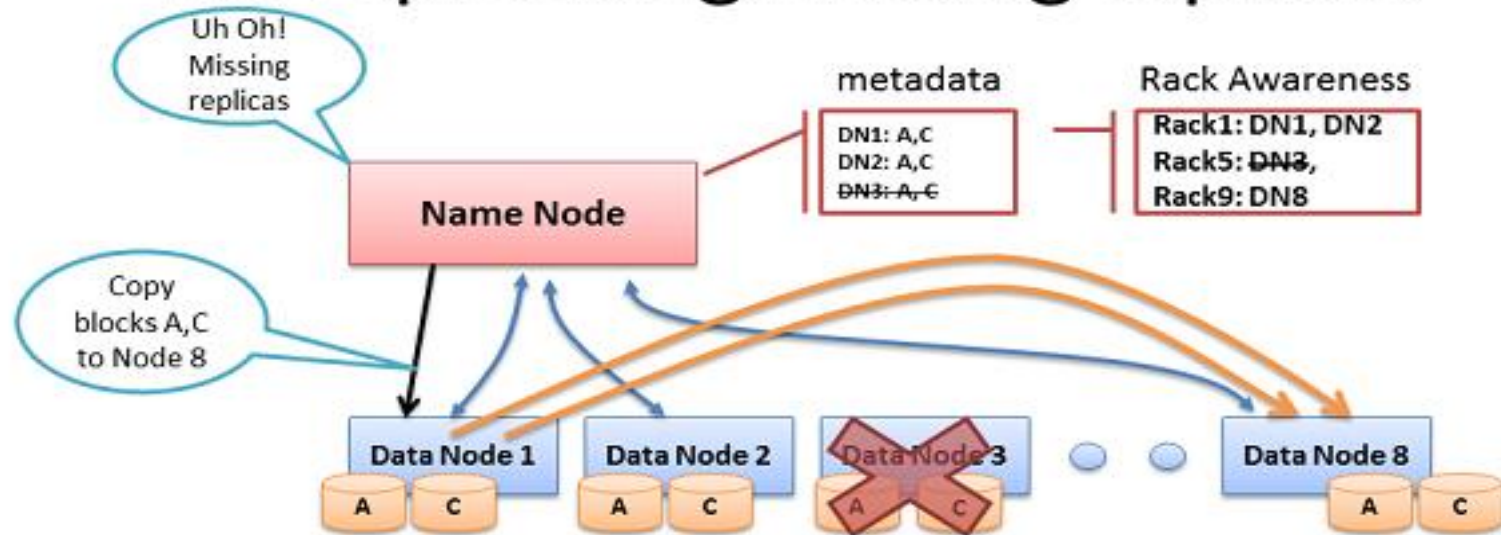 Uh Oh!
Missing
replicas
metadata
Rack Awareness
DN1: A,C
DN2: A,C
DN3: A, C
Rack1: DN1, DN2
Rack5: DN3,
Rack9: DN8
Name Node
Copy
blocks A,C
to Node 8
Data Node 1
Data Node 2
Data Node 3
Data Node 8
A
C
A
C
A
C
A
C